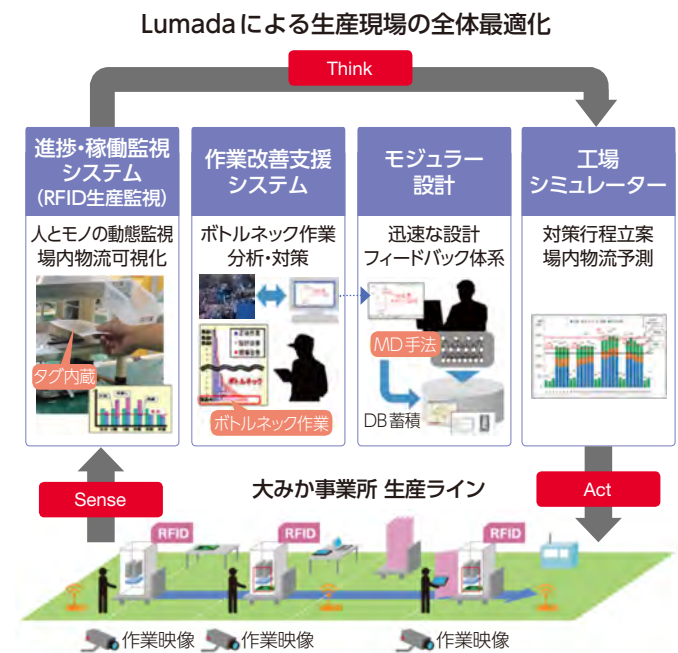 Lumadaによる生産現場の全体最適化
Think
進捗・稼働監視
システム
(RFID生産監視)
人とモノの動態監視
場内物流可視化
タグ内蔵
作業改善支援
システム
ボトルネック作業
分析・対策
ボトルネック
ボトルネック作業
モジュラー
設計
迅速な設計
フィードバック体系
MD手法
DB蓄積
工場
シミュレーター
対策行程立案
場内物流予測
Sense
大みか事業所 生産ライン
Act
RFID
RFID
RFID
作業映像
作業映像
作業映像